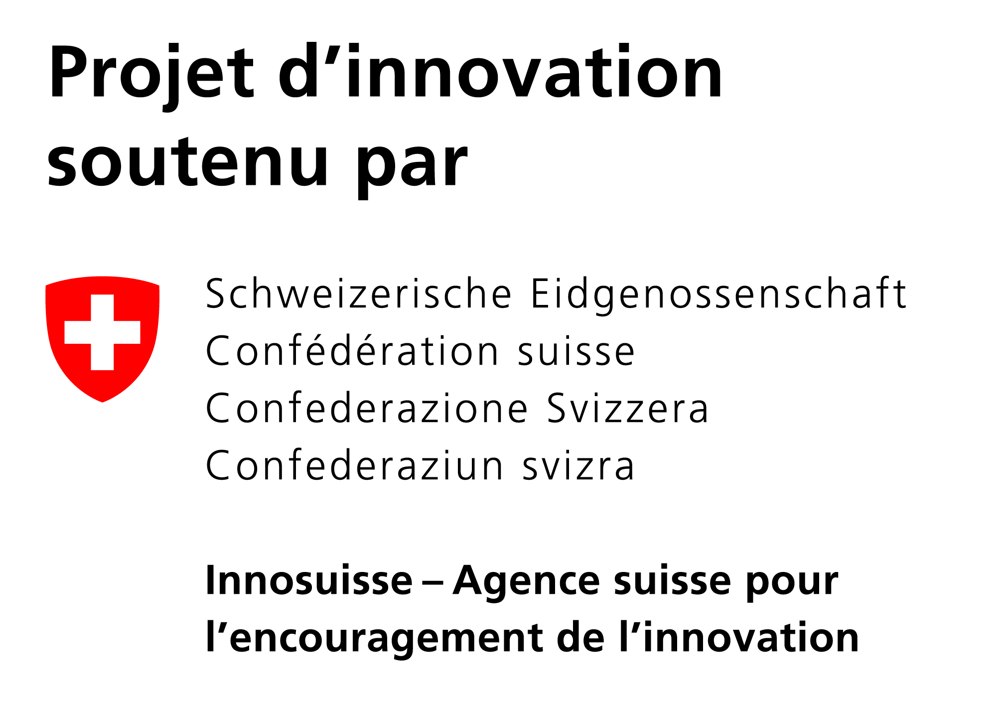 Projet d’innovation
soutenu par
Schweizerische Eidgenossenschaft
Confédération suisse
Confederazione Svizzera
Confederaziun svizra
Innosuisse – Agence suisse pour
l’encouragement de l’innovation